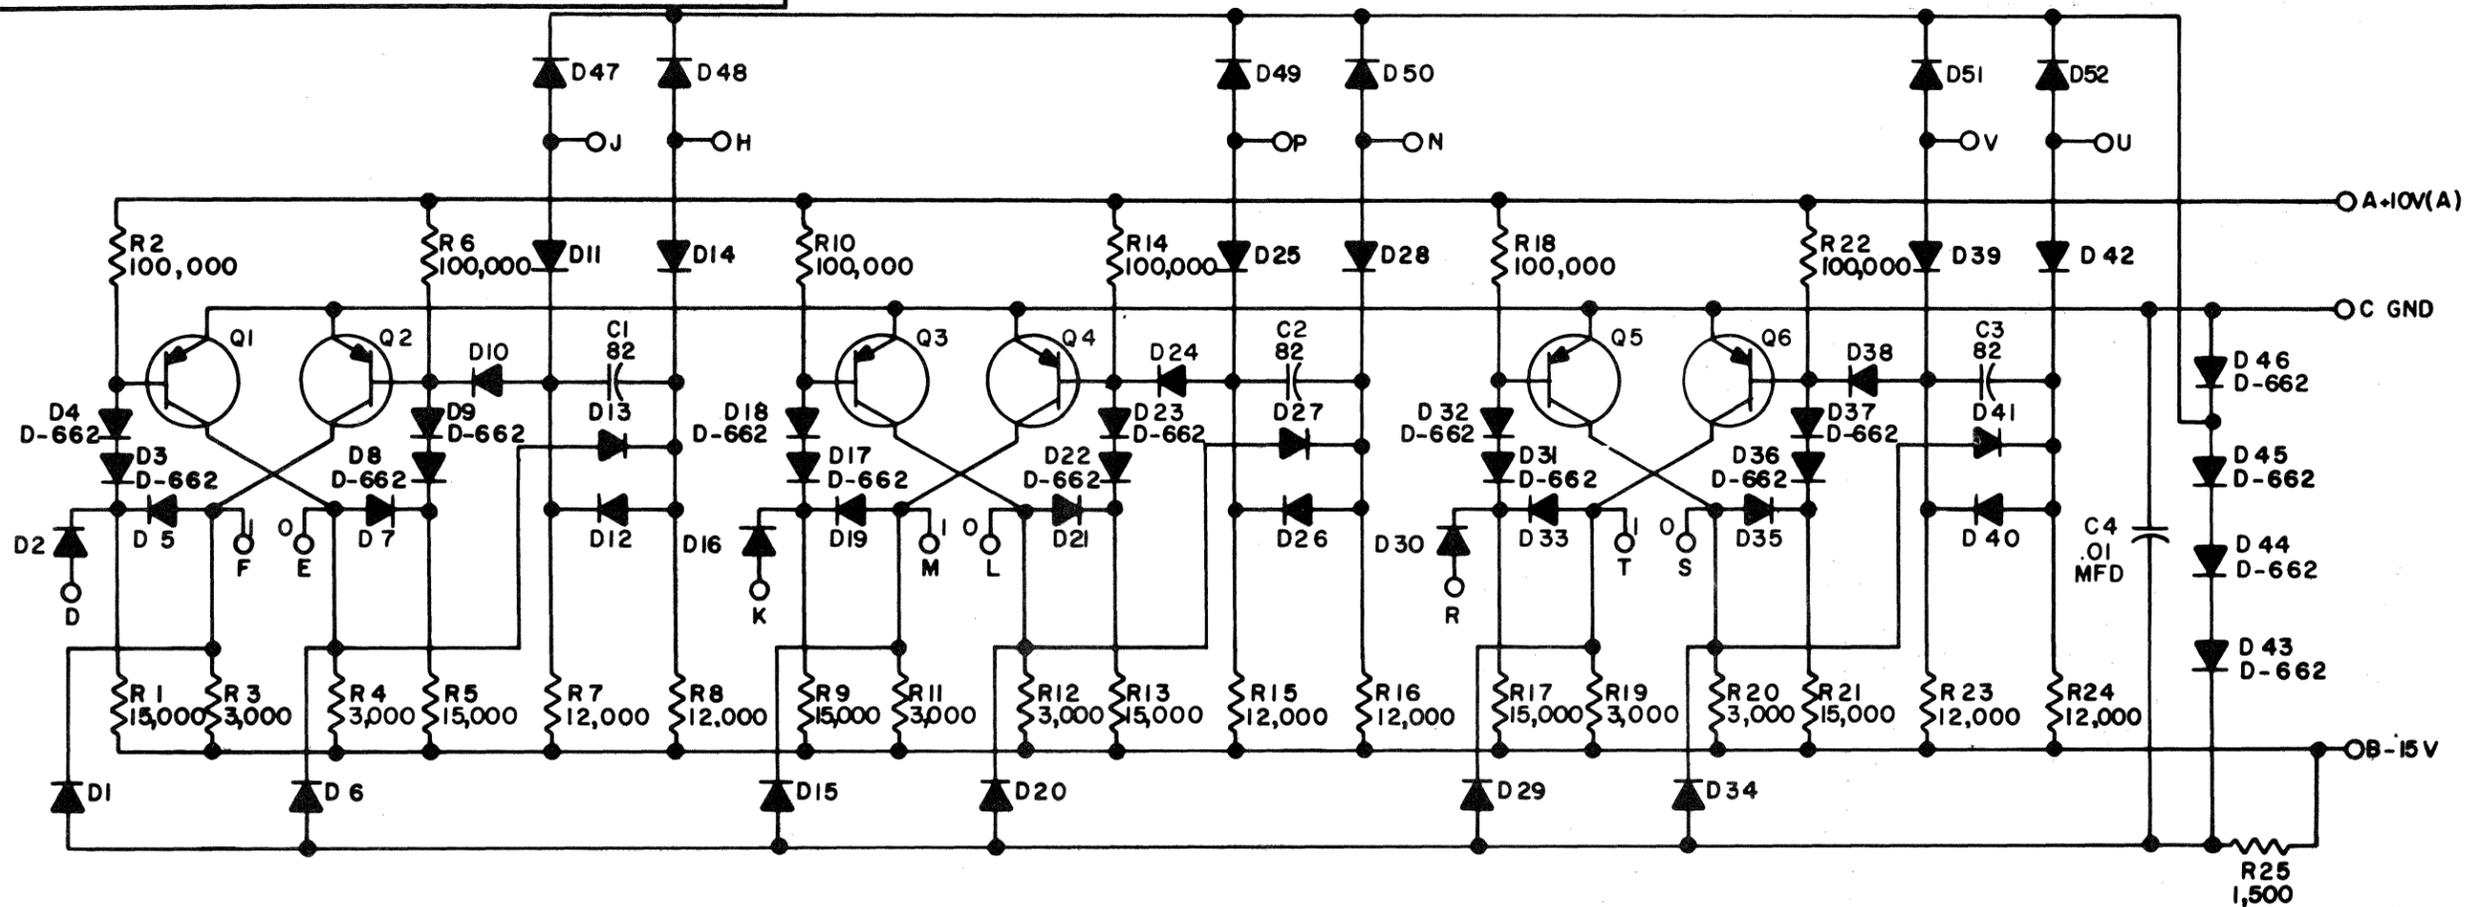 D47
D48
D49
D50
D51
D52
J
H
P
N
V
U
A+10V(A)
R2
100,000
R6
100,000
D11
D14
R10
100,000
R14
100,000
D25
D28
R18
100,000
R22
100,000
D39
D42
C GND
Q1
Q2
D10
C1
82
Q3
Q4
D24
C2
82
Q5
Q6
D38
C3
82
D46
D-662
D4
D-662
D9
D-662
D13
D18
D-662
D23
D-662
D27
D32
D-662
D37
D-662
D41
D3
D-662
D8
D-662
D17
D-662
D22
D-662
D31
D-662
D36
D-662
D45
D-662
D2
D5
1
F
0
E
D7
D12
D16
D19
1
M
0
L
D21
D26
D30
D33
1
T
0
S
D35
D40
C4
.01
MFD
D44
D-662
D
K
R
D43
D-662
R1
15,000
R3
3,000
R4
3,000
R5
15,000
R7
12,000
R8
12,000
R9
15,000
R11
3,000
R12
3,000
R13
15,000
R15
12,000
R16
12,000
R17
15,000
R19
3,000
R20
3,000
R21
15,000
R23
12,000
R24
12,000
B-15V
D1
D6
D15
D20
D29
D34
R25
1,500